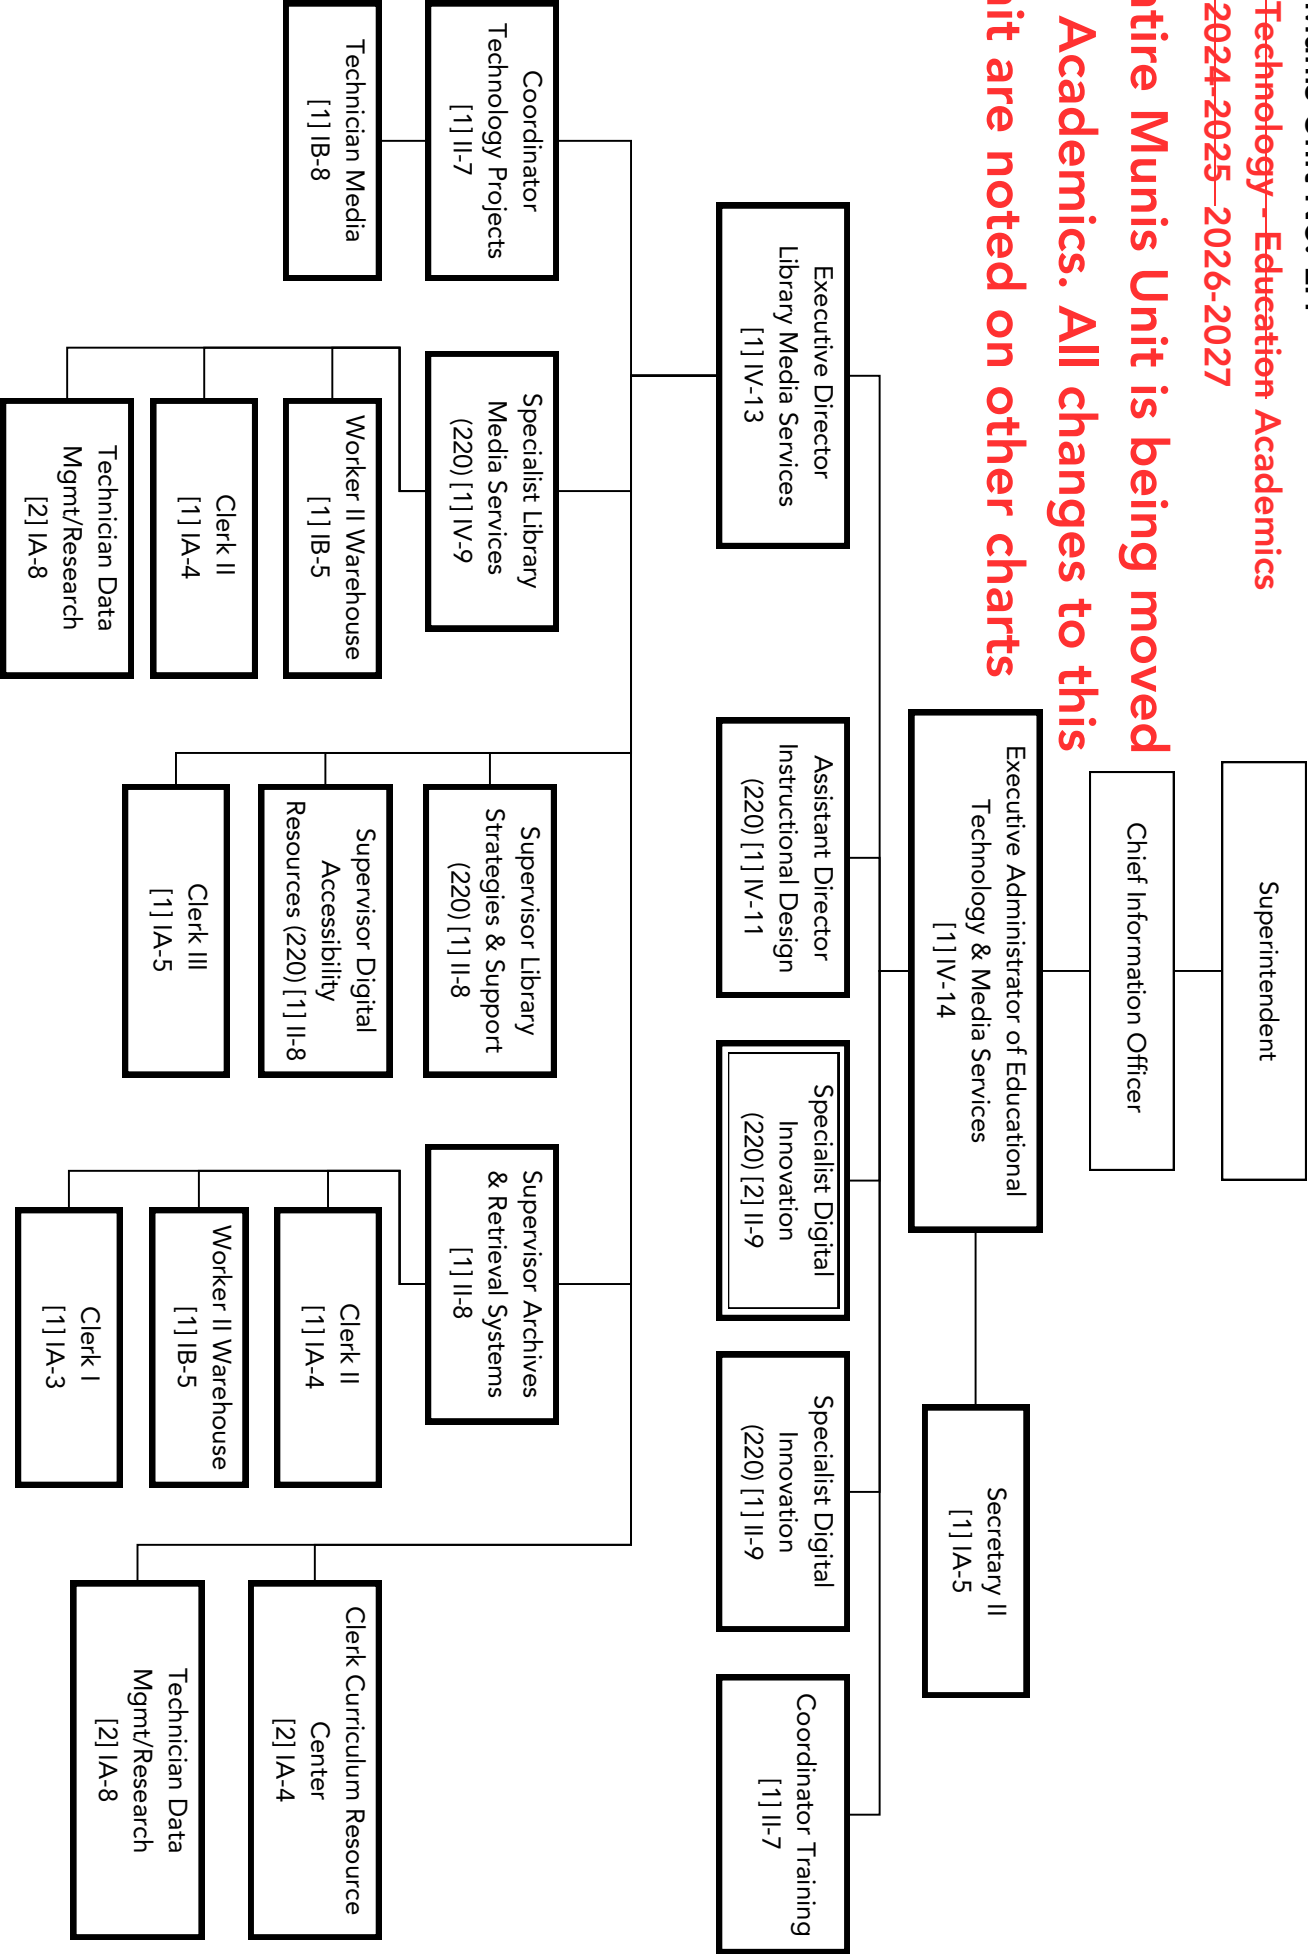 Technology - Education Academics
2024-2025 2026-2027
Munis Unit is being moved
Academics. All changes to this
are noted on other charts
Superintendent
Chief Information Officer
Executive Administrator of Educational
Technology & Media Services
[1] IV-14
Secretary II
[1] IA-5
Executive Director
Library Media Services
[1] IV-13
Assistant Director
Instructional Design
(220) [1] IV-11
Specialist Digital
Innovation
(220) [2] II-9
Specialist Digital
Innovation
(220) [1] II-9
Coordinator Training
[1] II-7
Coordinator
Technology Projects
[1] II-7
Technician Media
[1] IB-8
Specialist Library
Media Services
(220) [1] IV-9
Worker II Warehouse
[1] IB-5
Clerk II
[1] IA-4
Technician Data
Mgmt/Research
[2] IA-8
Supervisor Library
Strategies & Support
(220) [1] II-8
Supervisor Digital
Accessibility
Resources (220) [1] II-8
Clerk III
[1] IA-5
Supervisor Archives
& Retrieval Systems
[1] II-8
Clerk II
[1] IA-4
Worker II Warehouse
[1] IB-5
Clerk I
[1] IA-3
Clerk Curriculum Resource
Center
[2] IA-4
Technician Data
Mgmt/Research
[2] IA-8